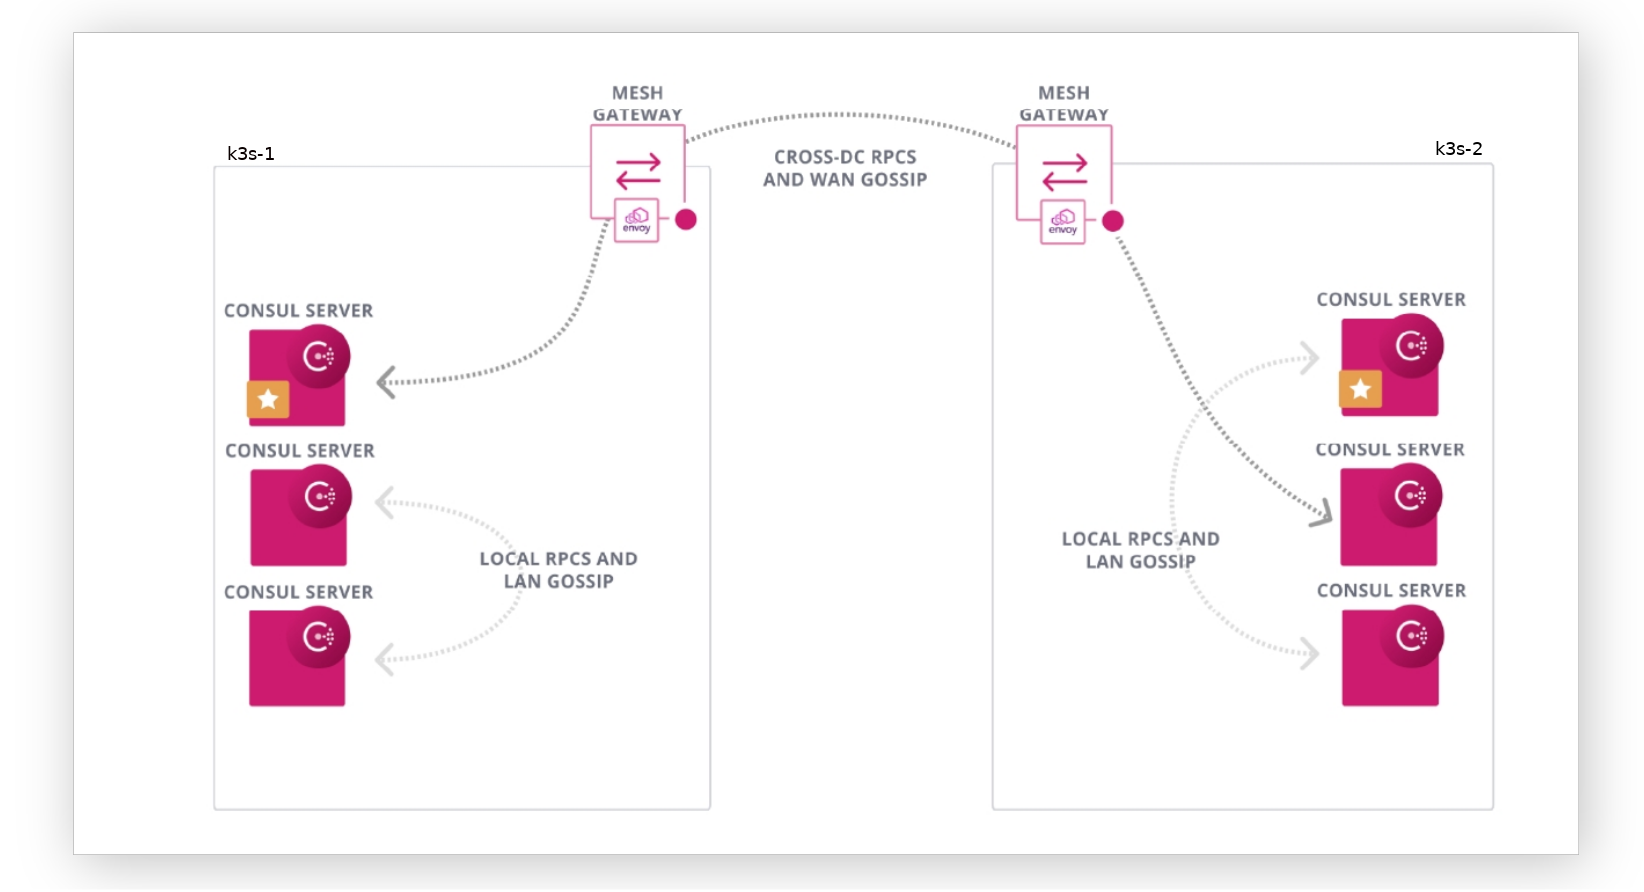 MESH
GATEWAY
MESH
GATEWAY
k3s-1
k3s-2
CROSS-DC RPCS
AND WAN GOSSIP
envoy
envoy
CONSUL SERVER
CONSUL SERVER
CONSUL SERVER
LOCAL RPCS AND
LAN GOSSIP
CONSUL SERVER
CONSUL SERVER
LOCAL RPCS AND
LAN GOSSIP
CONSUL SERVER